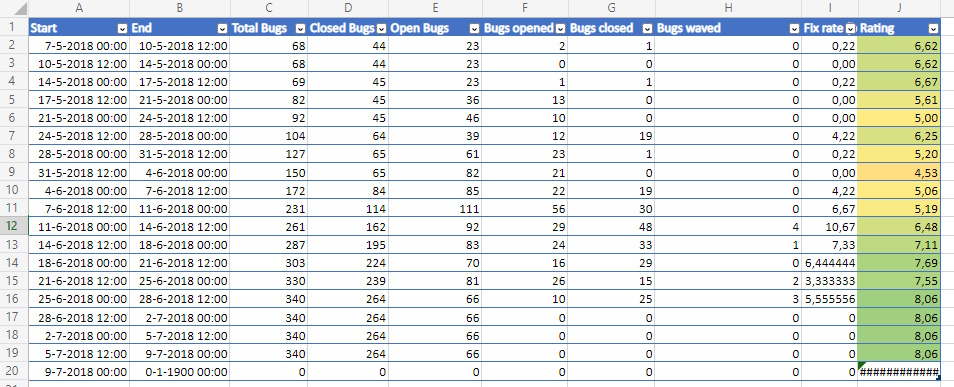 A B C D E F G H I J
1 Start End Total Bugs Closed Bugs Open Bugs Bugs opened Bugs closed Bugs waved Fix rate Rating
2 7-5-2018 00:00 10-5-2018 12:00 68 44 23 2 1 0 0,22 6,62
3 10-5-2018 12:00 14-5-2018 00:00 68 44 23 0 0 0 0,00 6,62
4 14-5-2018 00:00 17-5-2018 12:00 69 45 23 1 1 0 0,22 6,67
5 17-5-2018 12:00 21-5-2018 00:00 82 45 36 13 0 0 0,00 5,61
6 21-5-2018 00:00 24-5-2018 12:00 92 45 46 10 0 0 0,00 5,00
7 24-5-2018 12:00 28-5-2018 00:00 104 64 39 12 19 0 4,22 6,25
8 28-5-2018 00:00 31-5-2018 12:00 127 65 61 23 1 0 0,22 5,20
9 31-5-2018 12:00 4-6-2018 00:00 150 65 82 21 0 0 0,00 4,53
10 4-6-2018 00:00 7-6-2018 12:00 172 84 85 22 19 0 4,22 5,06
11 7-6-2018 12:00 11-6-2018 00:00 231 114 111 56 30 0 6,67 5,19
12 11-6-2018 00:00 14-6-2018 12:00 261 162 92 29 48 4 10,67 6,48
13 14-6-2018 12:00 18-6-2018 00:00 287 195 83 24 33 1 7,33 7,11
14 18-6-2018 00:00 21-6-2018 12:00 303 224 70 16 29 0 6,444444 7,69
15 21-6-2018 12:00 25-6-2018 00:00 330 239 81 26 15 2 3,333333 7,55
16 25-6-2018 00:00 28-6-2018 12:00 340 264 66 10 25 3 5,555556 8,06
17 28-6-2018 12:00 2-7-2018 00:00 340 264 66 0 0 0 0 8,06
18 2-7-2018 00:00 5-7-2018 12:00 340 264 66 0 0 0 0 8,06
19 5-7-2018 12:00 9-7-2018 00:00 340 264 66 0 0 0 0 8,06
20 9-7-2018 00:00 0-1-1900 00:00 0 0 0 0 0 0 0 ############